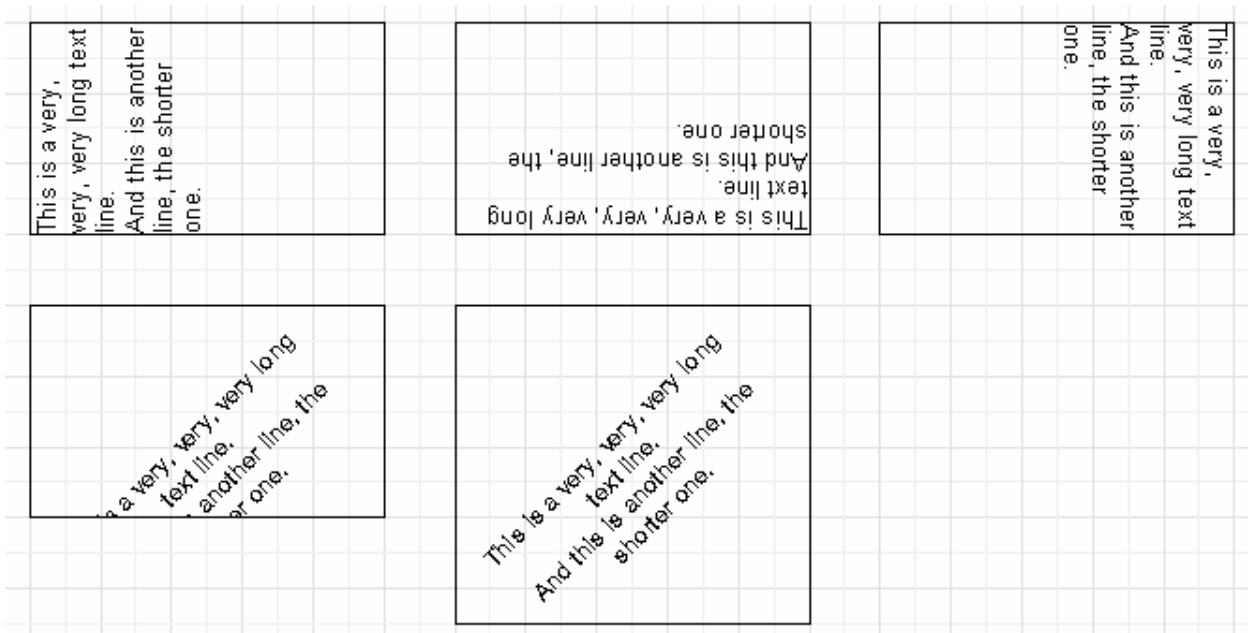 This is a very,
very, very long text
line.
And this is another
line, the shorter
one.
This is a very, very, very long
text line.
And this is another line, the
shorter one.
This is a very,
very, very long text
line.
And this is another
line, the shorter
one.
is a very, very, very long
text line.
another line, the
er one.
This is a very, very, very long
text line.
And this is another line, the
shorter one.